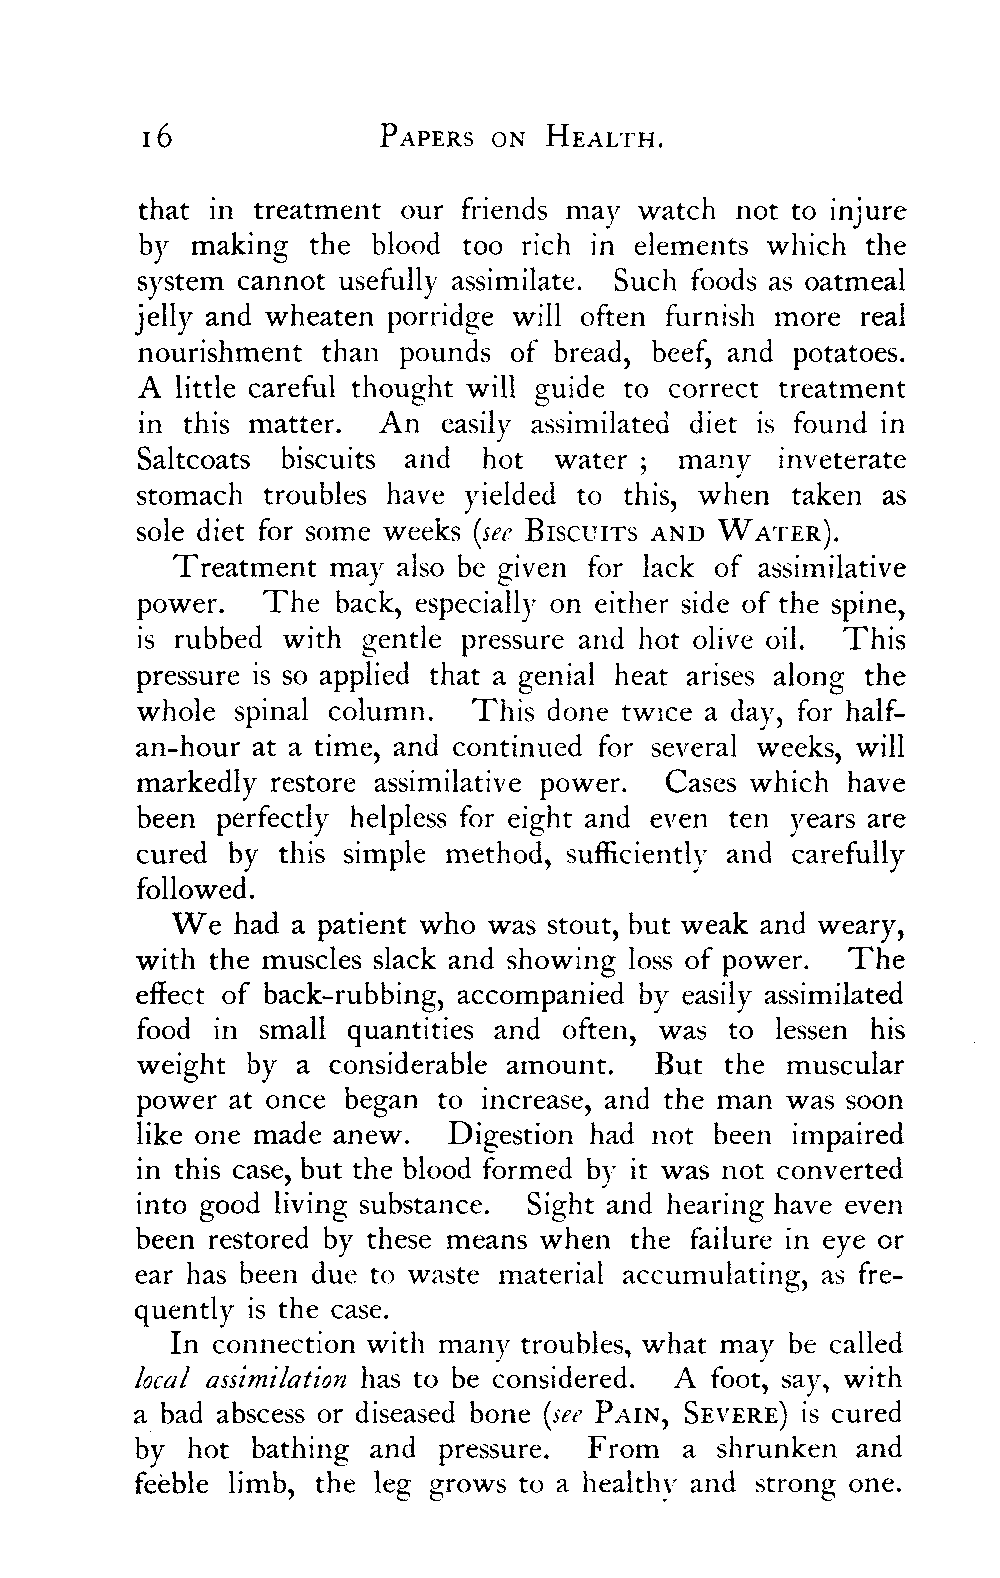 16 PAPERS ON HEALTH.
that in treatment our friends may watch not to injure
by making the blood too rich in elements which the
system cannot usefully assimilate. Such foods as oatmeal
jelly and wheaten porridge will often furnish more real
nourishment than pounds of bread, beef, and potatoes.
A little careful thought will guide to correct treatment
in this matter. An easily assimilated diet is found in
Saltcoats biscuits and hot water ; many inveterate
stomach troubles have yielded to this, when taken as
sole diet for some weeks (see BISCUITS AND WATER).
Treatment may also be given for lack of assimilative
power. The back, especially on either side of the spine,
is rubbed with gentle pressure and hot olive oil. This
pressure is so applied that a genial heat arises along the
whole spinal column. This done twice a day, for half-
an-hour at a time, and continued for several weeks, will
markedly restore assimilative power. Cases which have
been perfectly helpless for eight and even ten years are
cured by this simple method, sufficiently and carefully
followed.
We had a patient who was stout, but weak and weary,
with the muscles slack and showing loss of power. The
effect of back-rubbing, accompanied by easily assimilated
food in small quantities and often, was to lessen his
weight by a considerable amount. But the muscular
power at once began to increase, and the man was soon
like one made anew. Digestion had not been impaired
in this case, but the blood formed by it was not converted
into good living substance. Sight and hearing have even
been restored by these means when the failure in eye or
ear has been due to waste material accumulating, as fre-
quently is the case.
In connection with many troubles, what may be called
local assimilation has to be considered. A foot, say, with
a bad abscess or diseased bone (see PAIN, SEVERE) is cured
by hot bathing and pressure. From a shrunken and
feeble limb, the leg grows to a healthy and strong one.